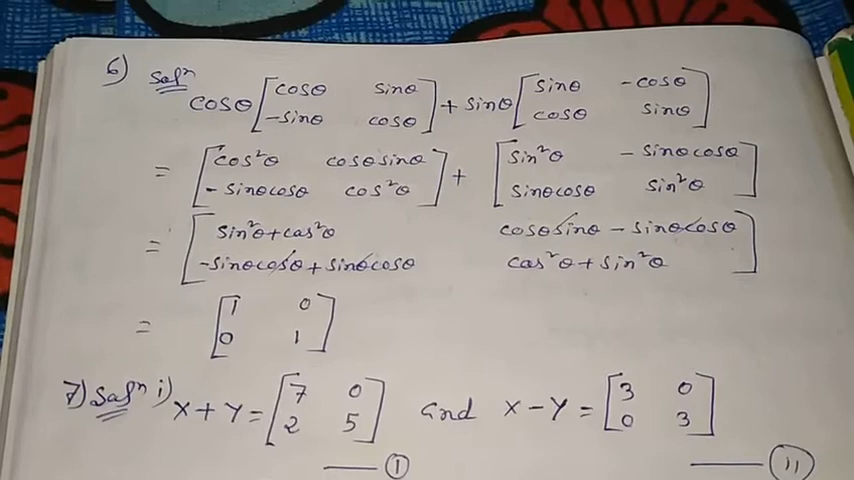 6) Solⁿ
cosθ [cosθ sinθ -sinθ cosθ] + sinθ [sinθ -cosθ cosθ sinθ]
= [cos²θ cosθsinθ -sinθcosθ cos²θ] + [sin²θ -sinθcosθ sinθcosθ sin²θ]
= [sin²θ+cos²θ cosθsinθ - sinθcosθ -sinθcosθ + sinθcosθ cos²θ + sin²θ]
= [1 0 0 1]
7) Solⁿ i) X+Y = [7 0 2 5] and X-Y = [3 0 0 3]
— (i) — (ii)